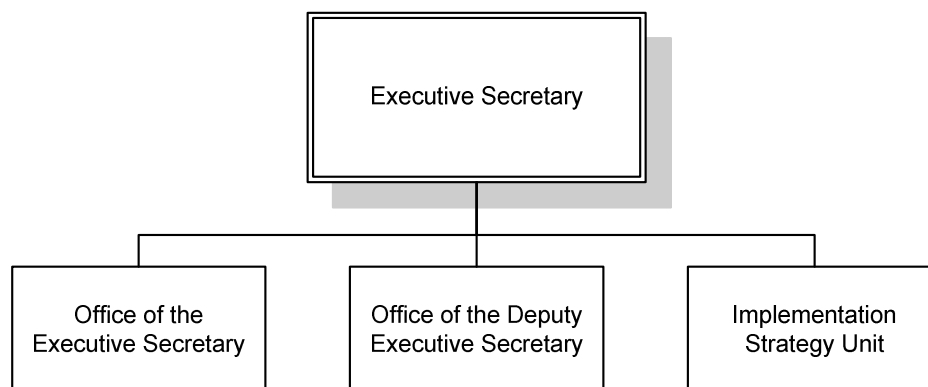 Executive Secretary
Office of the
Executive Secretary
Office of the Deputy
Executive Secretary
Implementation
Strategy Unit